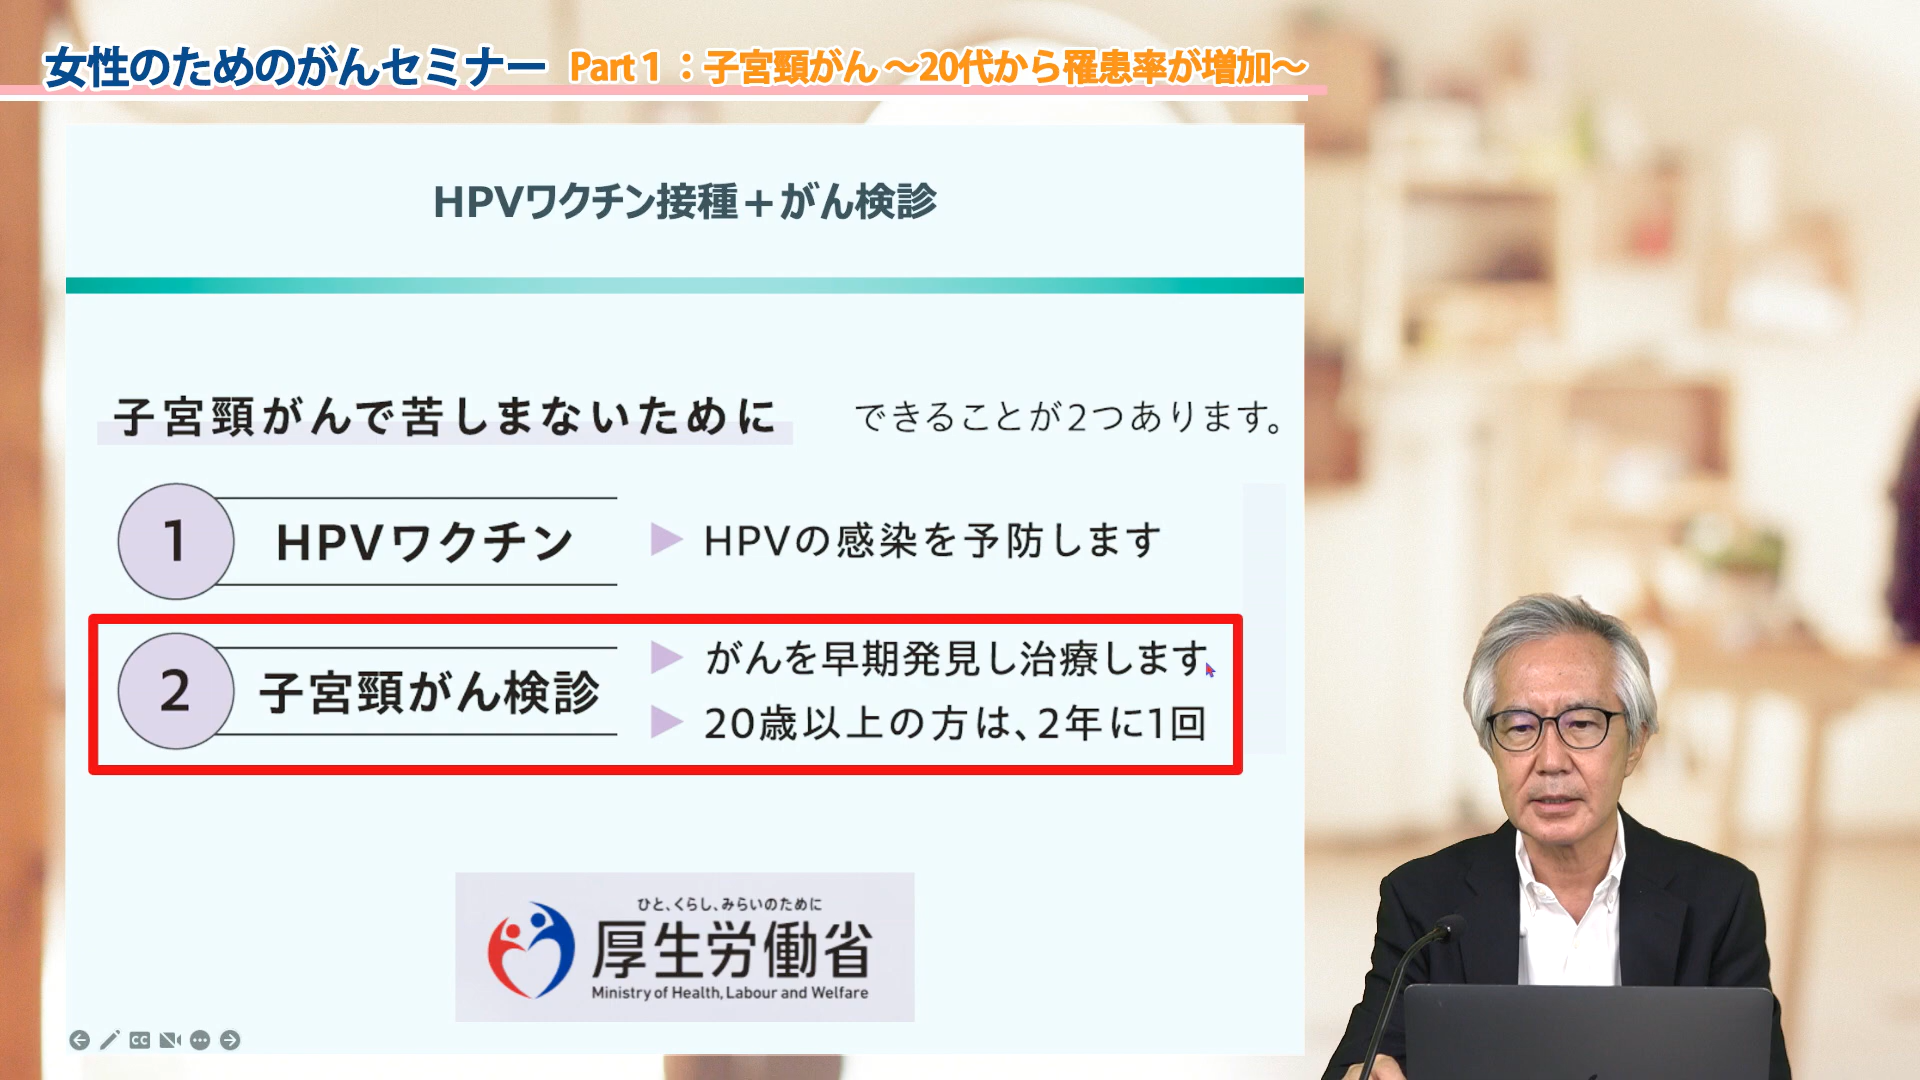 女性のためのがんセミナー Part 1 ：子宮頸がん ～20代から罹患率が増加～
HPVワクチン接種＋がん検診
子宮頸がんで苦しまないために できることが2つあります。
1 HPVワクチン ▶ HPVの感染を予防します
2 子宮頸がん検診 ▶ がんを早期発見し治療します
▶ 20歳以上の方は、2年に1回
ひと、くらし、みらいのために
厚生労働省
Ministry of Health, Labour and Welfare
CC